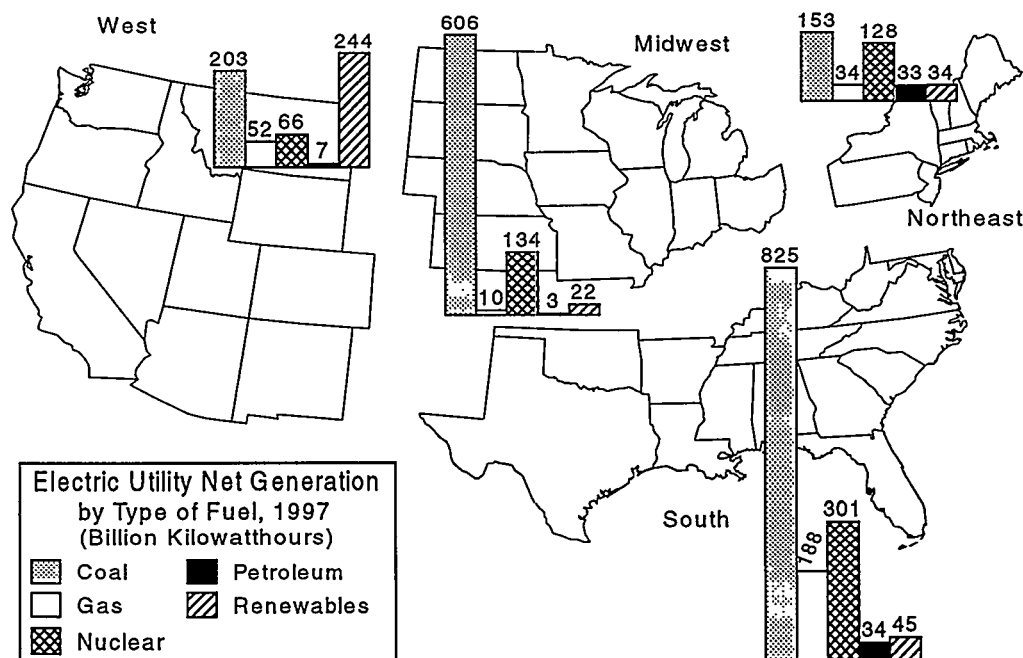 West
203
52
66
7
244
606
Midwest
10
134
3
22
153
34
128
33
34
Northeast
825
South
188
301
34
45
Electric Utility Net Generation
by Type of Fuel, 1997
(Billion Kilowatthours)
Coal
Petroleum
Gas
Renewables
Nuclear